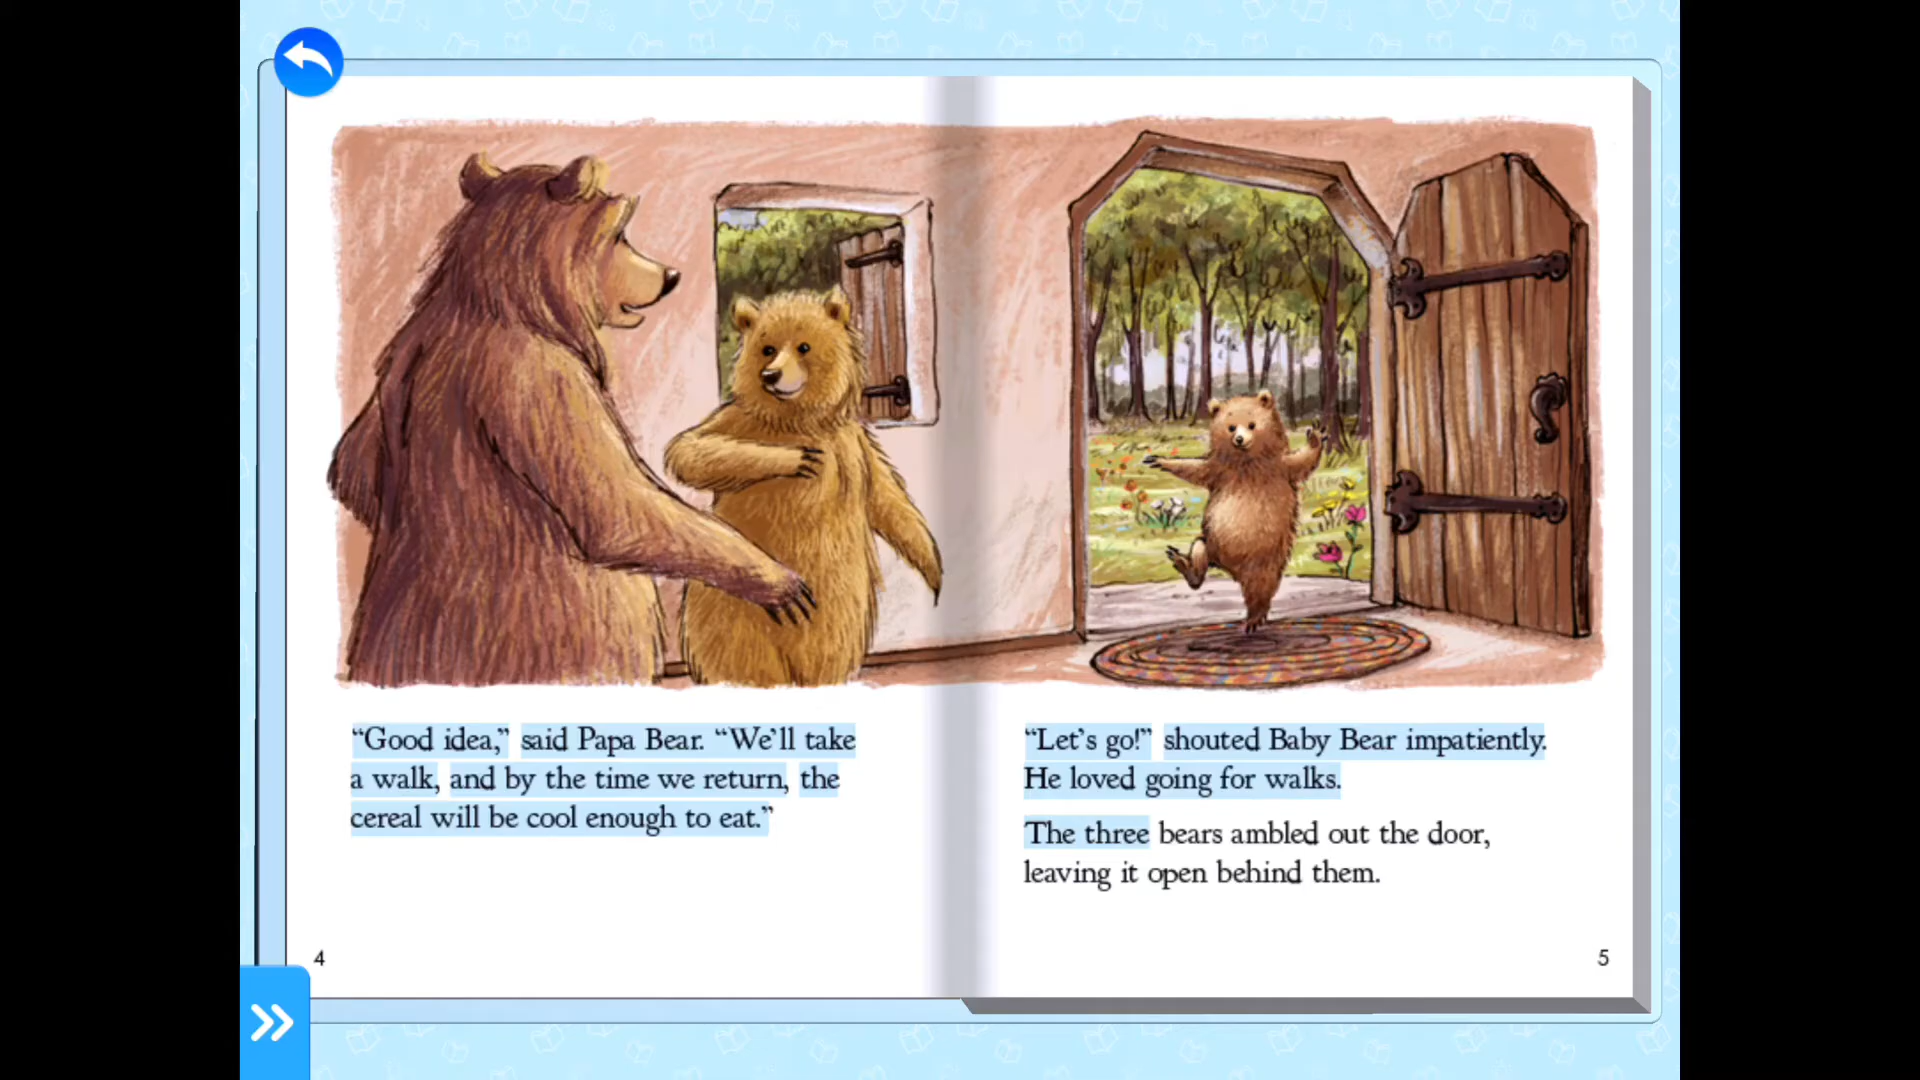 “Good idea,” said Papa Bear. “We’ll take
a walk, and by the time we return, the
cereal will be cool enough to eat.”
4
“Let’s go!” shouted Baby Bear impatiently.
He loved going for walks.
The three bears ambled out the door,
leaving it open behind them.
5